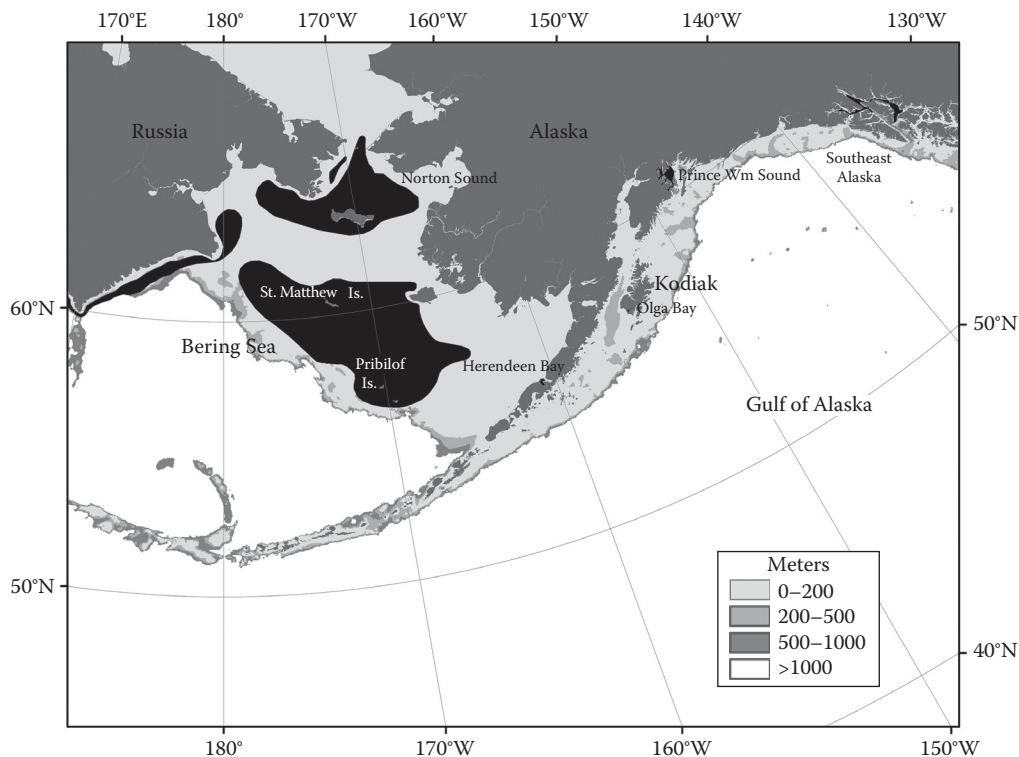 170°E 180° 170°W 160°W 150°W 140°W 130°W
Russia
Alaska
Norton Sound
Prince Wm Sound
Southeast
Alaska
St. Matthew Is.
60°N
Kodiak
Olga Bay
50°N
Bering Sea
Pribilof
Is.
Herendeen Bay
Gulf of Alaska
Meters
0–200
200–500
500–1000
>1000
50°N
40°N
180° 170°W 160°W 150°W